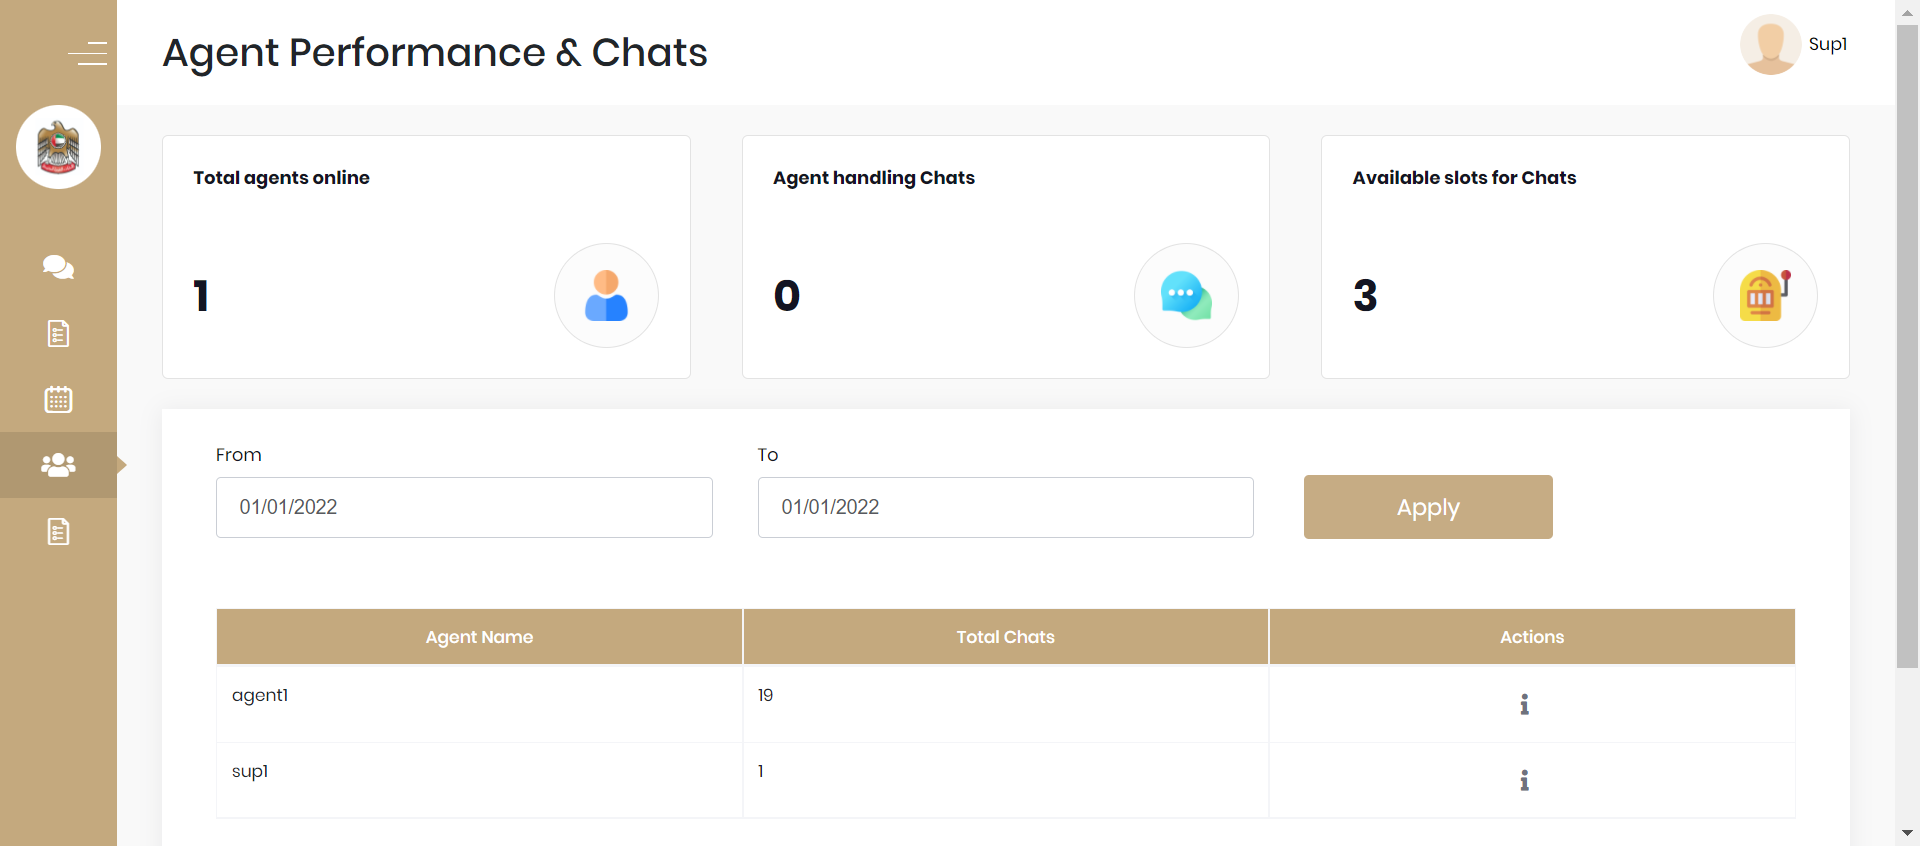 Agent Performance & Chats
Sup1
Total agents online
1
Agent handling Chats
0
Available slots for Chats
3
From
To
01/01/2022
01/01/2022
Apply
Agent Name
Total Chats
Actions
agent1
19
sup1
1